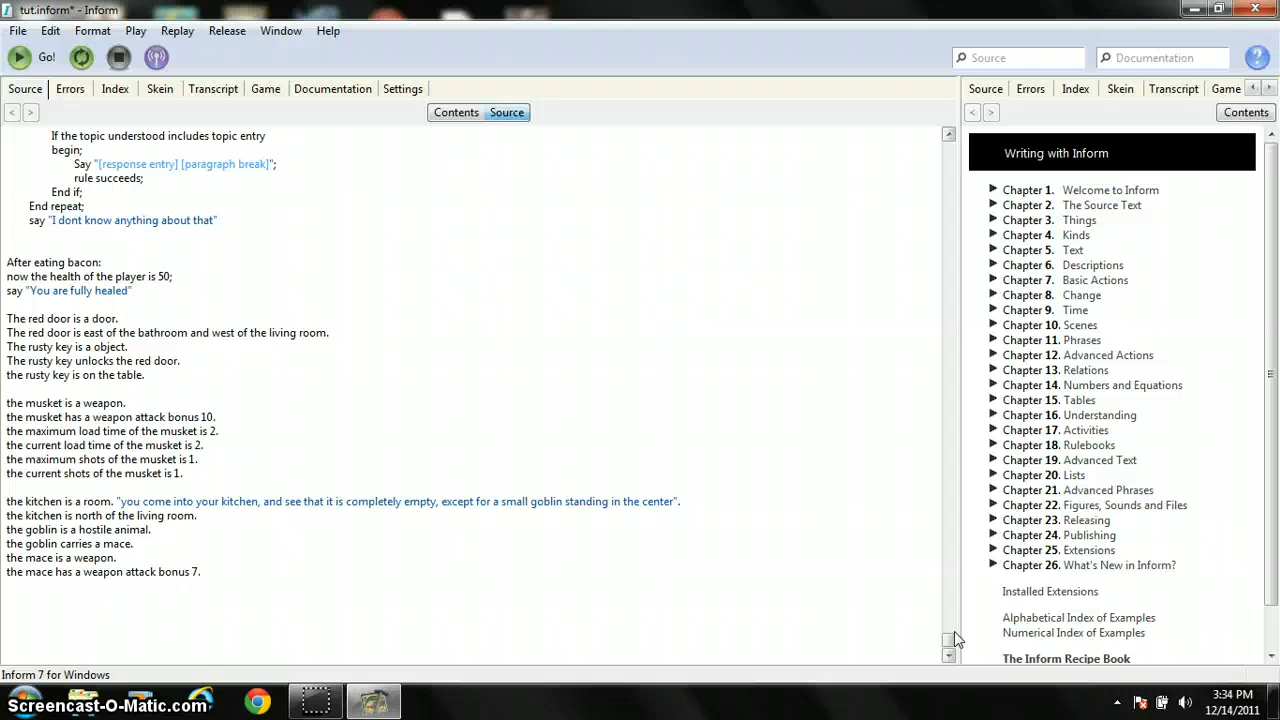 tut.inform* - Inform
File Edit Format Play Replay Release Window Help
Go! Source Documentation
Source Errors Index Skein Transcript Game Documentation Settings
Source Errors Index Skein Transcript Game
< > Contents Source
< > Contents
If the topic understood includes topic entry
begin;
Say "[response entry] [paragraph break]";
rule succeeds;
End if;
End repeat;
say "I dont know anything about that"
After eating bacon:
now the health of the player is 50;
say "You are fully healed"
The red door is a door.
The red door is east of the bathroom and west of the living room.
The rusty key is a object.
The rusty key unlocks the red door.
the rusty key is on the table.
the musket is a weapon.
the musket has a weapon attack bonus 10.
the maximum load time of the musket is 2.
the current load time of the musket is 2.
the maximum shots of the musket is 1.
the current shots of the musket is 1.
the kitchen is a room. "you come into your kitchen, and see that it is completely empty, except for a small goblin standing in the center".
the kitchen is north of the living room.
the goblin is a hostile animal.
the goblin carries a mace.
the mace is a weapon.
the mace has a weapon attack bonus 7.
Writing with Inform
Chapter 1. Welcome to Inform
Chapter 2. The Source Text
Chapter 3. Things
Chapter 4. Kinds
Chapter 5. Text
Chapter 6. Descriptions
Chapter 7. Basic Actions
Chapter 8. Change
Chapter 9. Time
Chapter 10. Scenes
Chapter 11. Phrases
Chapter 12. Advanced Actions
Chapter 13. Relations
Chapter 14. Numbers and Equations
Chapter 15. Tables
Chapter 16. Understanding
Chapter 17. Activities
Chapter 18. Rulebooks
Chapter 19. Advanced Text
Chapter 20. Lists
Chapter 21. Advanced Phrases
Chapter 22. Figures, Sounds and Files
Chapter 23. Releasing
Chapter 24. Publishing
Chapter 25. Extensions
Chapter 26. What's New in Inform?
Installed Extensions
Alphabetical Index of Examples
Numerical Index of Examples
The Inform Recipe Book
Inform 7 for Windows
Screencast-O-Matic.com
3:34 PM
12/14/2011